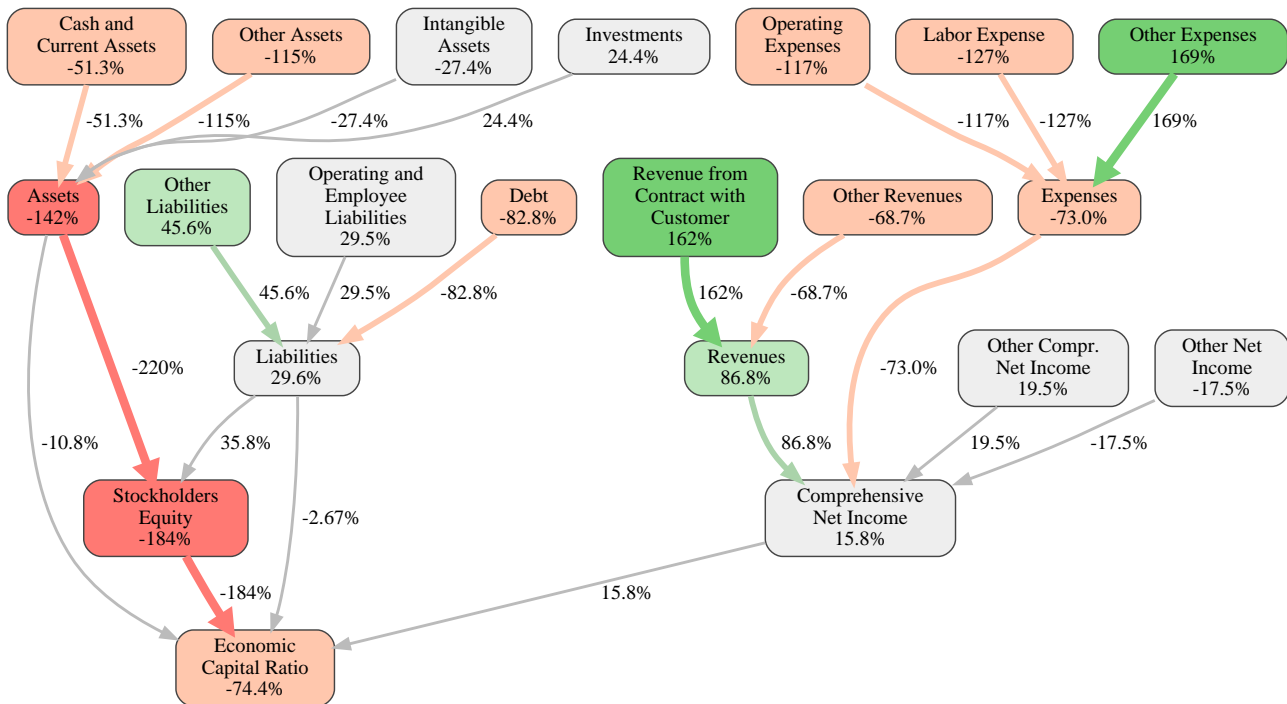 Cash and
Current Assets
-51.3%
Other Assets
-115%
Intangible
Assets
-27.4%
Investments
24.4%
Operating
Expenses
-117%
Labor Expense
-127%
Other Expenses
169%
-51.3%
-115%
-27.4%
24.4%
-117%
-127%
169%
Assets
-142%
Other
Liabilities
45.6%
Operating and
Employee
Liabilities
29.5%
Debt
-82.8%
Revenue from
Contract with
Customer
162%
Other Revenues
-68.7%
Expenses
-73.0%
45.6%
29.5%
-82.8%
162%
-68.7%
-220%
Liabilities
29.6%
Revenues
86.8%
-73.0%
Other Compr.
Net Income
19.5%
Other Net
Income
-17.5%
-10.8%
35.8%
86.8%
19.5%
-17.5%
Stockholders
Equity
-184%
-2.67%
Comprehensive
Net Income
15.8%
-184%
15.8%
Economic
Capital Ratio
-74.4%